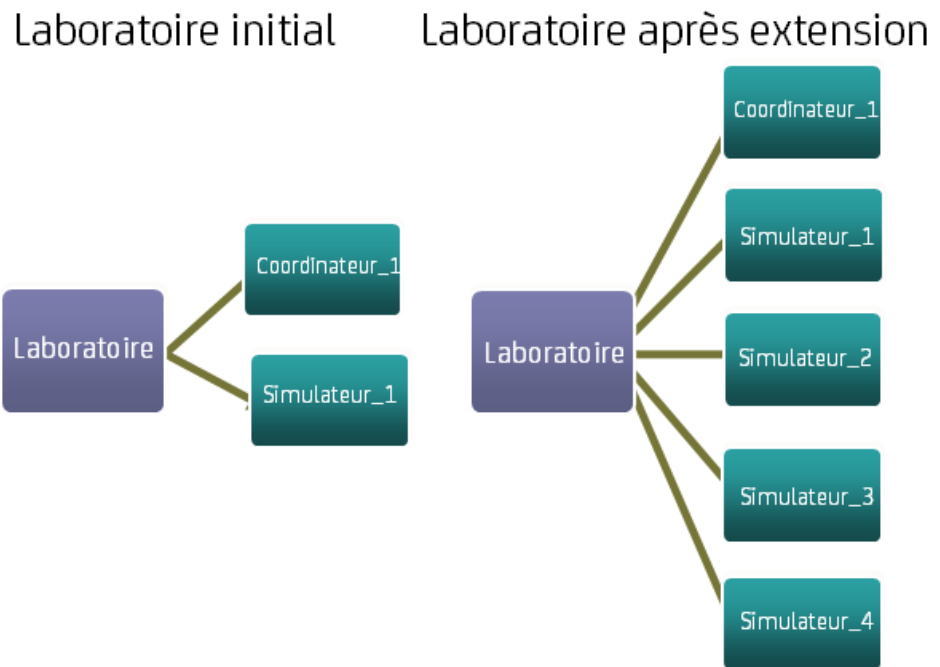 Laboratoire initial
Laboratoire après extension
Laboratoire
Coordinateur_1
Simulateur_1
Laboratoire
Coordinateur_1
Simulateur_1
Simulateur_2
Simulateur_3
Simulateur_4